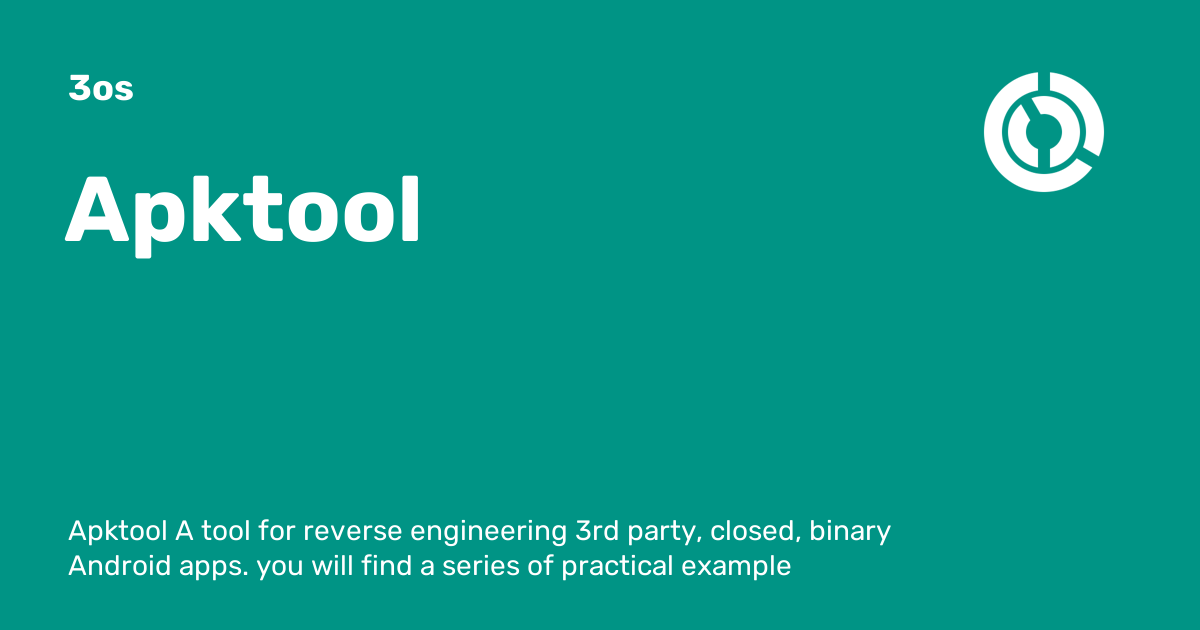 3os
Apktool
Apktool A tool for reverse engineering 3rd party, closed, binary
Android apps. you will find a series of practical example